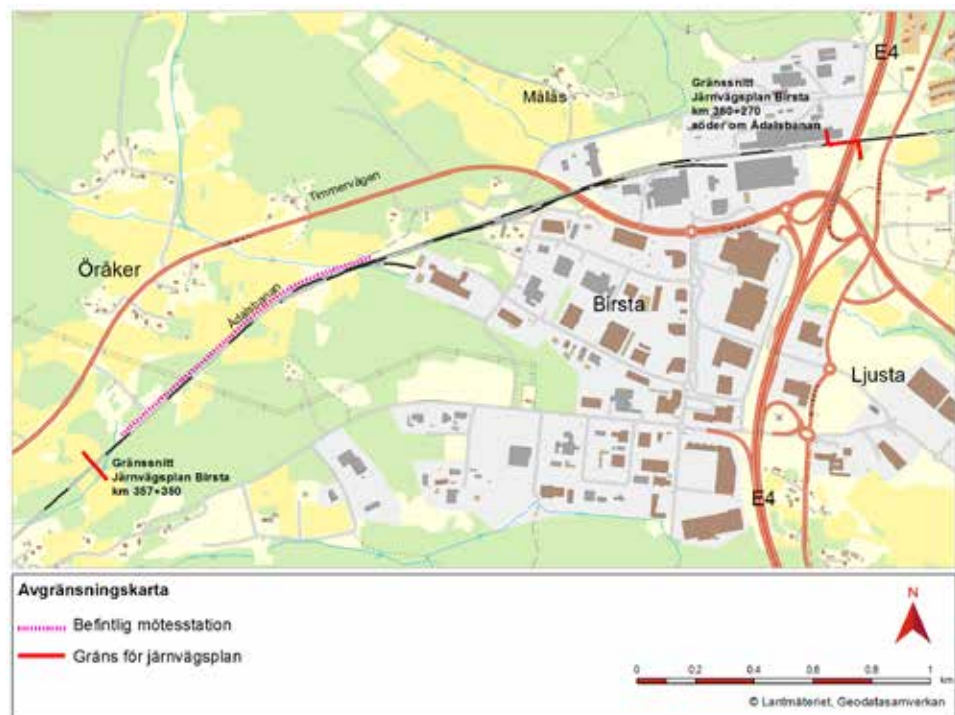 E4
Gränssnitt
Järnvägsplan Birsta
km 360+270
söder om Ådalsbanan
Målås
Timmervägen
Öråker
Ådalsbanan
Birsta
Ljusta
Gränssnitt
Järnvägsplan Birsta
km 357+350
E4
Avgränsningskarta
Befintlig mötesstation
Gräns för järnvägsplan
N
0 0,2 0,4 0,6 0,8 1
km
© Lantmäteriet, Geodatasamverkan